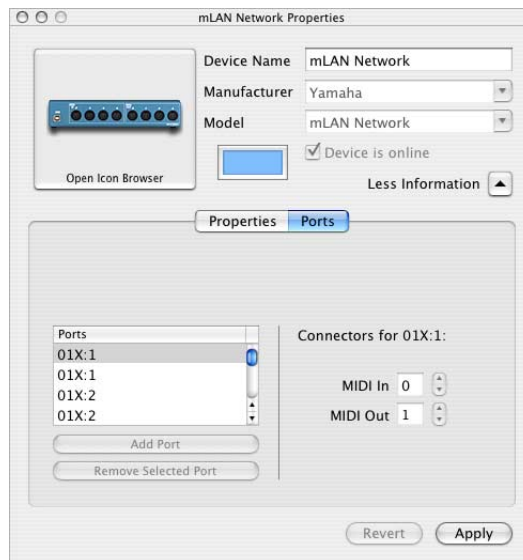 mLAN Network Properties
Device Name mLAN Network
Manufacturer Yamaha
Model mLAN Network
Device is online
Open Icon Browser
Less Information
Properties Ports
Ports
01X:1
01X:1
01X:2
01X:2
Add Port
Remove Selected Port
Connectors for 01X:1:
MIDI In 0
MIDI Out 1
Revert Apply